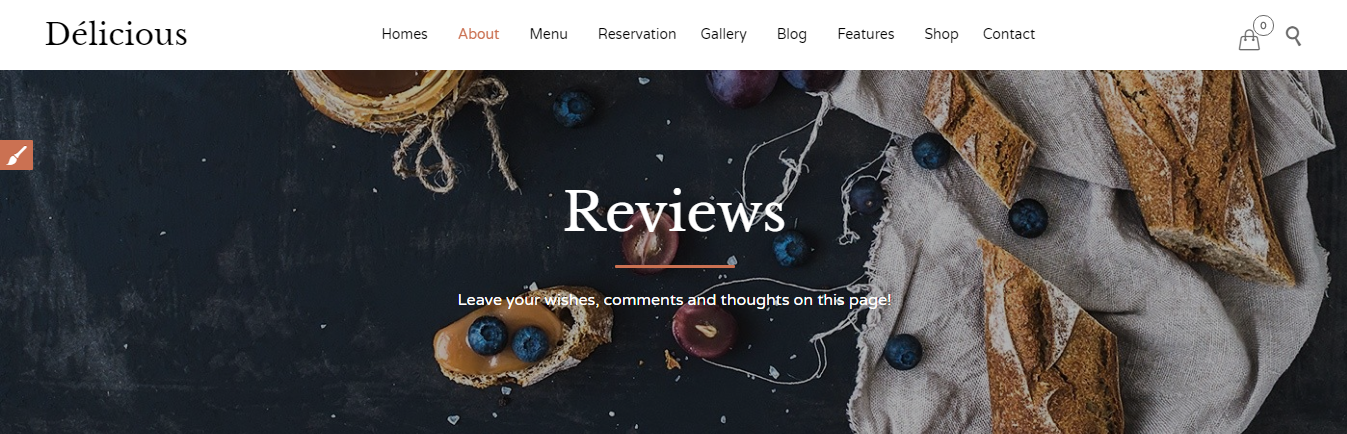 Délicious
Homes About Menu Reservation Gallery Blog Features Shop Contact
0
Reviews
Leave your wishes, comments and thoughts on this page!